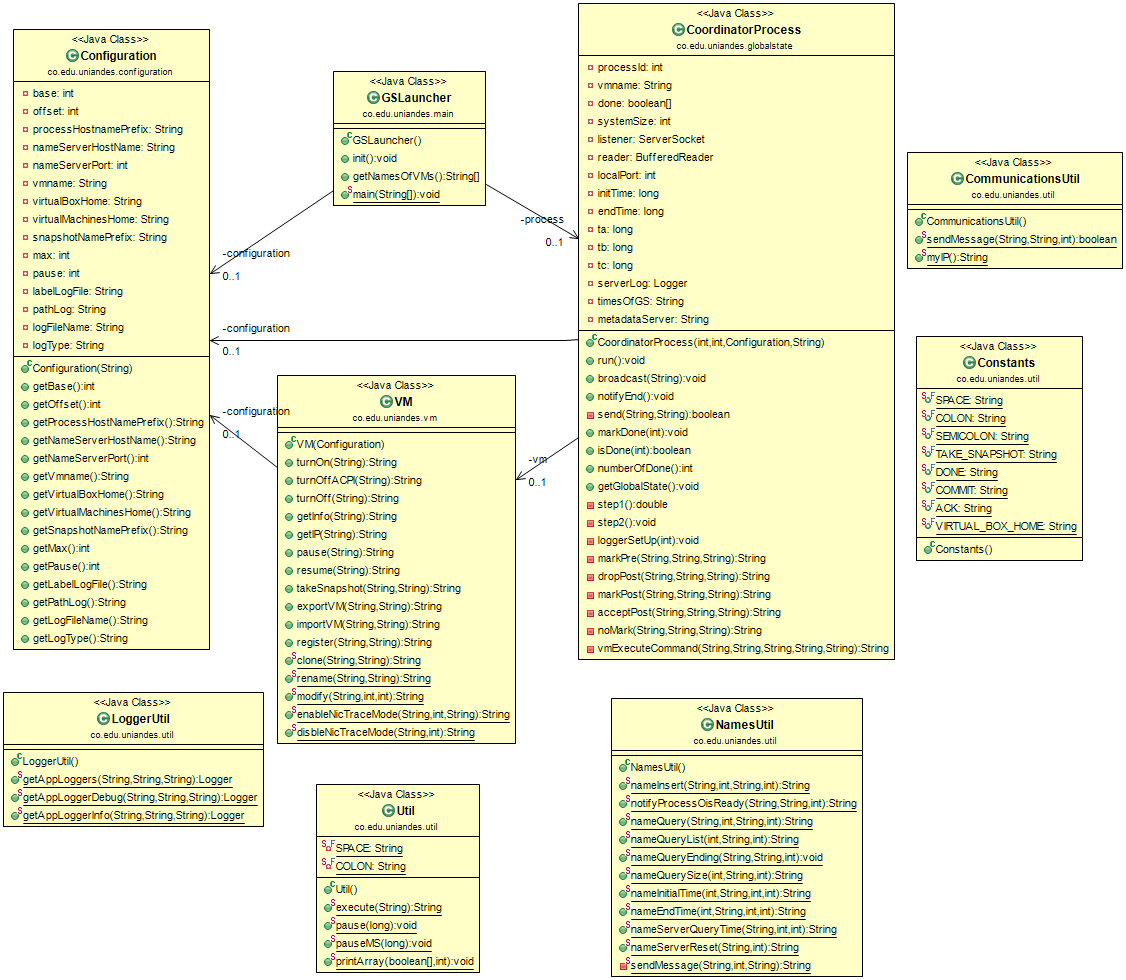 <<Java Class>>
Configuration
co.edu.uniandes.configuration
base: int
offset: int
processHostnamePrefix: String
nameServerHostName: String
nameServerPort: int
vmname: String
virtualBoxHome: String
virtualMachinesHome: String
snapshotNamePrefix: String
max: int
pause: int
labelLogFile: String
pathLog: String
logFileName: String
logType: String
Configuration(String)
getBase():int
getOffset():int
getProcessHostNamePrefix():String
getNameServerHostName():String
getNameServerPort():int
getVmname():String
getVirtualBoxHome():String
getVirtualMachinesHome():String
getSnapshotNamePrefix():String
getMax():int
getPause():int
getLabelLogFile():String
getPathLog():String
getLogFileName():String
getLogType():String
<<Java Class>>
GSLauncher
co.edu.uniandes.main
GSLauncher()
init():void
getNamesOfVMs():String[]
main(String[]):void
-configuration
0..1
-process
0..1
-configuration
0..1
-configuration
0..1
-vm
0..1
<<Java Class>>
CoordinatorProcess
co.edu.uniandes.globalstate
processId: int
vmname: String
done: boolean[]
systemSize: int
listener: ServerSocket
reader: BufferedReader
localPort: int
initTime: long
endTime: long
ta: long
tb: long
tc: long
serverLog: Logger
timesOfGS: String
metadataServer: String
CoordinatorProcess(int,int,Configuration,String)
run():void
broadcast(String):void
notifyEnd():void
send(String,String):boolean
markDone(int):void
isDone(int):boolean
numberOfDone():int
getGlobalState():void
step1():double
step2():void
loggerSetUp(int):void
markPre(String,String,String):String
dropPost(String,String,String):String
markPost(String,String,String):String
acceptPost(String,String,String):String
noMark(String,String,String):String
vmExecuteCommand(String,String,String,String,String):String
<<Java Class>>
CommunicationsUtil
co.edu.uniandes.util
CommunicationsUtil()
sendMessage(String,String,int):boolean
myIP():String
<<Java Class>>
Constants
co.edu.uniandes.util
SPACE: String
COLON: String
SEMICOLON: String
TAKE_SNAPSHOT: String
DONE: String
COMMIT: String
ACK: String
VIRTUAL_BOX_HOME: String
Constants()
<<Java Class>>
VM
co.edu.uniandes.vm
VM(Configuration)
turnOn(String):String
turnOffACPI(String):String
turnOff(String):String
getInfo(String):String
getIP(String):String
pause(String):String
resume(String):String
takeSnapshot(String,String):String
exportVM(String,String):String
importVM(String,String):String
register(String,String):String
clone(String,String):String
rename(String,String):String
modify(String,int,int):String
enableNicTraceMode(String,int,String):String
disbleNicTraceMode(String,int):String
<<Java Class>>
LoggerUtil
co.edu.uniandes.util
LoggerUtil()
getAppLoggers(String,String,String):Logger
getAppLoggerDebug(String,String,String):Logger
getAppLoggerInfo(String,String,String):Logger
<<Java Class>>
Util
co.edu.uniandes.util
SPACE: String
COLON: String
Util()
execute(String):String
pause(long):void
pauseMS(long):void
printArray(boolean[],int):void
<<Java Class>>
NamesUtil
co.edu.uniandes.util
NamesUtil()
nameInsert(String,int,String,int):String
notifyProcessOisReady(String,String,int):String
nameQuery(String,int,String,int):String
nameQueryList(int,String,int):String
nameQueryEnding(String,String,int):void
nameQuerySize(int,String,int):String
nameInitialTime(int,String,int,int):String
nameEndTime(int,String,int,int):String
nameServerQueryTime(String,int,int):String
nameServerReset(String,int):String
sendMessage(String,int,String):String